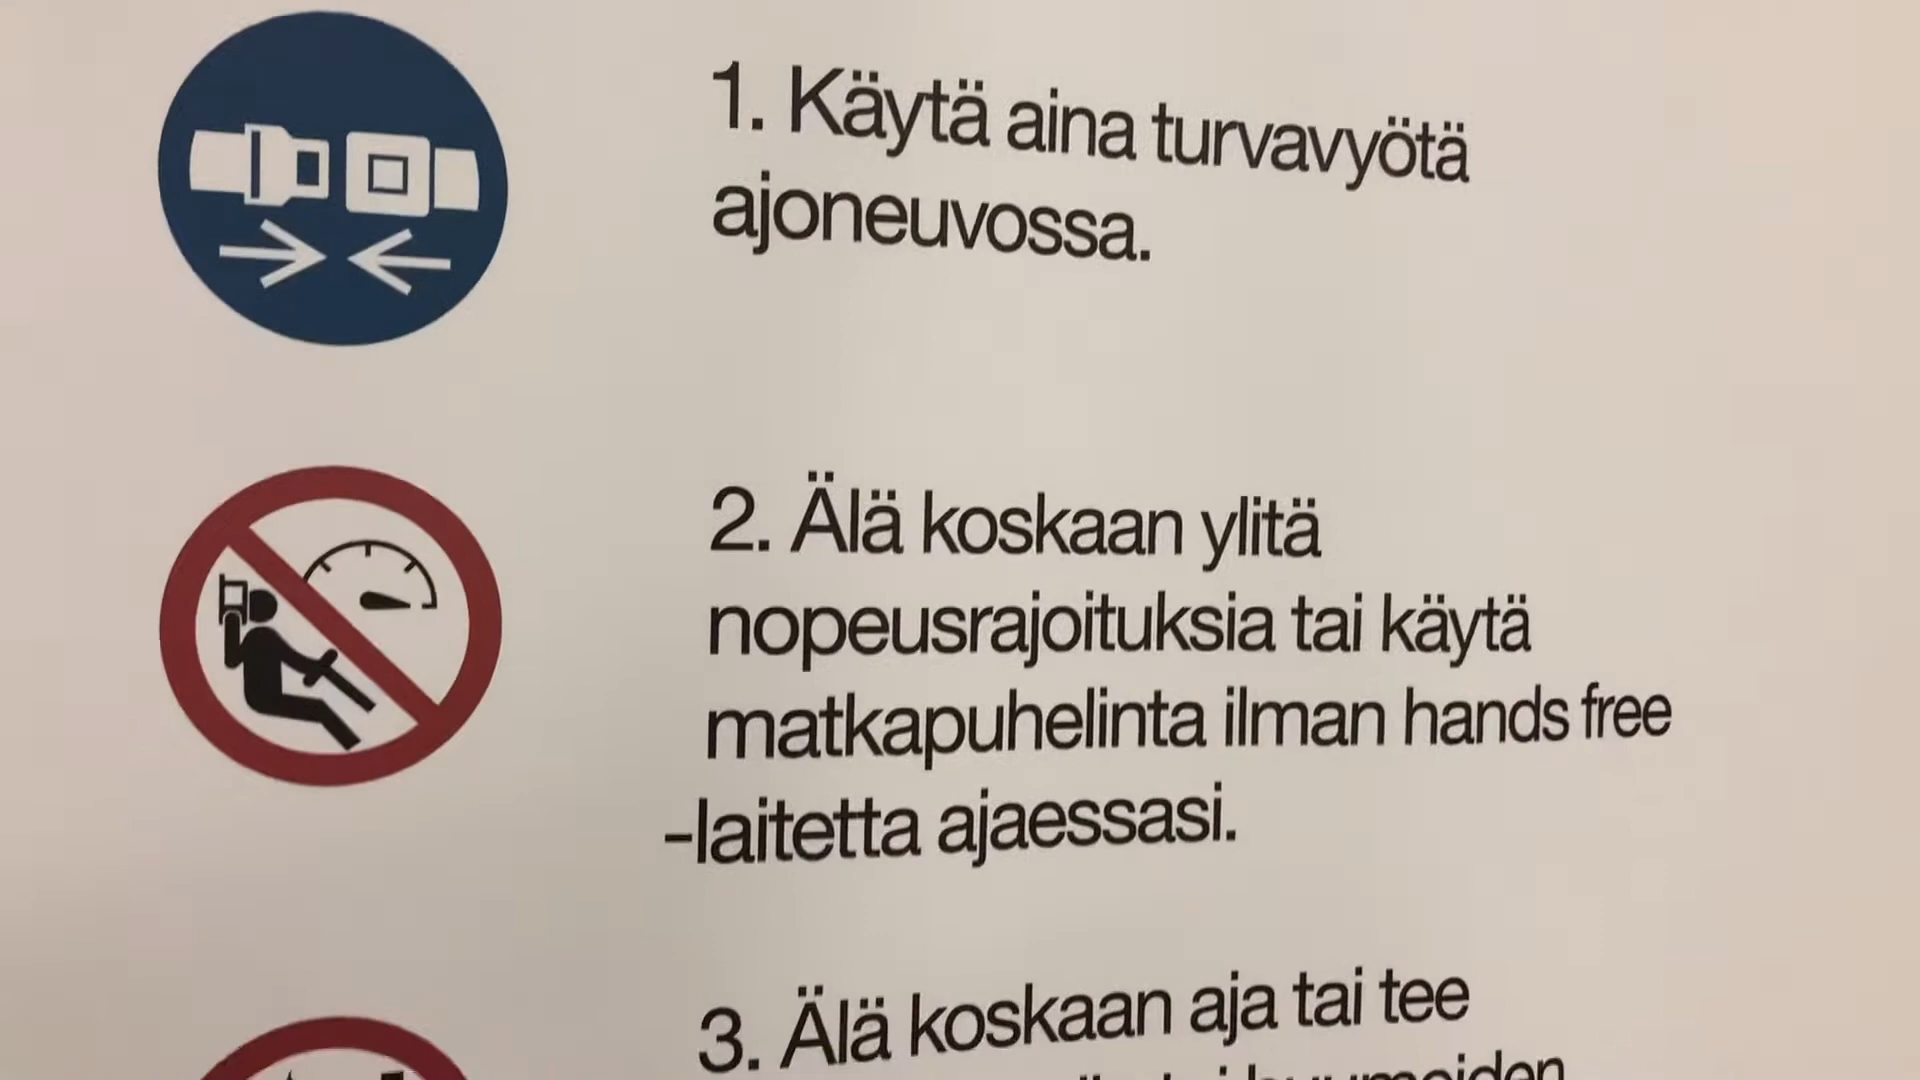 1. Käytä aina turvavyötä
ajoneuvossa.
2. Älä koskaan ylitä
nopeusrajoituksia tai käytä
matkapuhelinta ilman hands free
-laitetta ajaessasi.
3. Älä koskaan aja tai tee